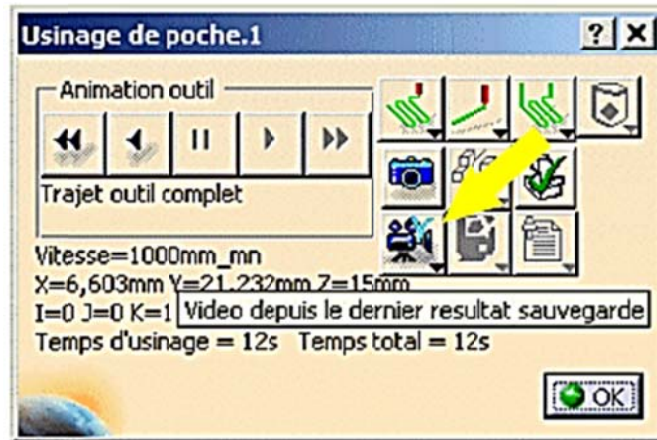 Usinage de poche.1
Animation outil
Trajet outil complet
Vitesse=1000mm_mn
X=6,603mm Y=21,232mm Z=15mm
I=0 J=0 K=1
Video depuis le dernier resultat sauvegarde
Temps d'usinage = 12s Temps total = 12s
OK